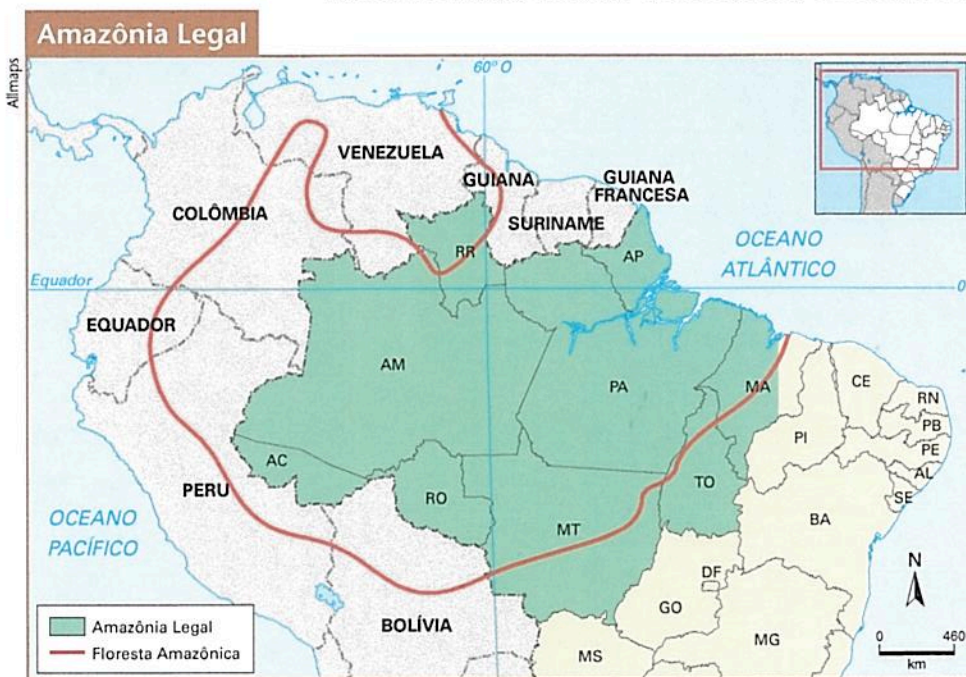 Amazônia Legal
Allmaps
60º O
VENEZUELA
GUIANA
GUIANA
FRANCESA
COLÔMBIA
SURINAME
RR
AP
OCEANO
ATLÂNTICO
Equador
0
EQUADOR
AM
PA
MA
CE
RN
PB
PI
PE
AC
AL
TO
PERU
RO
SE
MT
BA
OCEANO
PACÍFICO
N
DF
GO
BOLÍVIA
MG
MS
0 460
km
Amazônia Legal
Floresta Amazônica